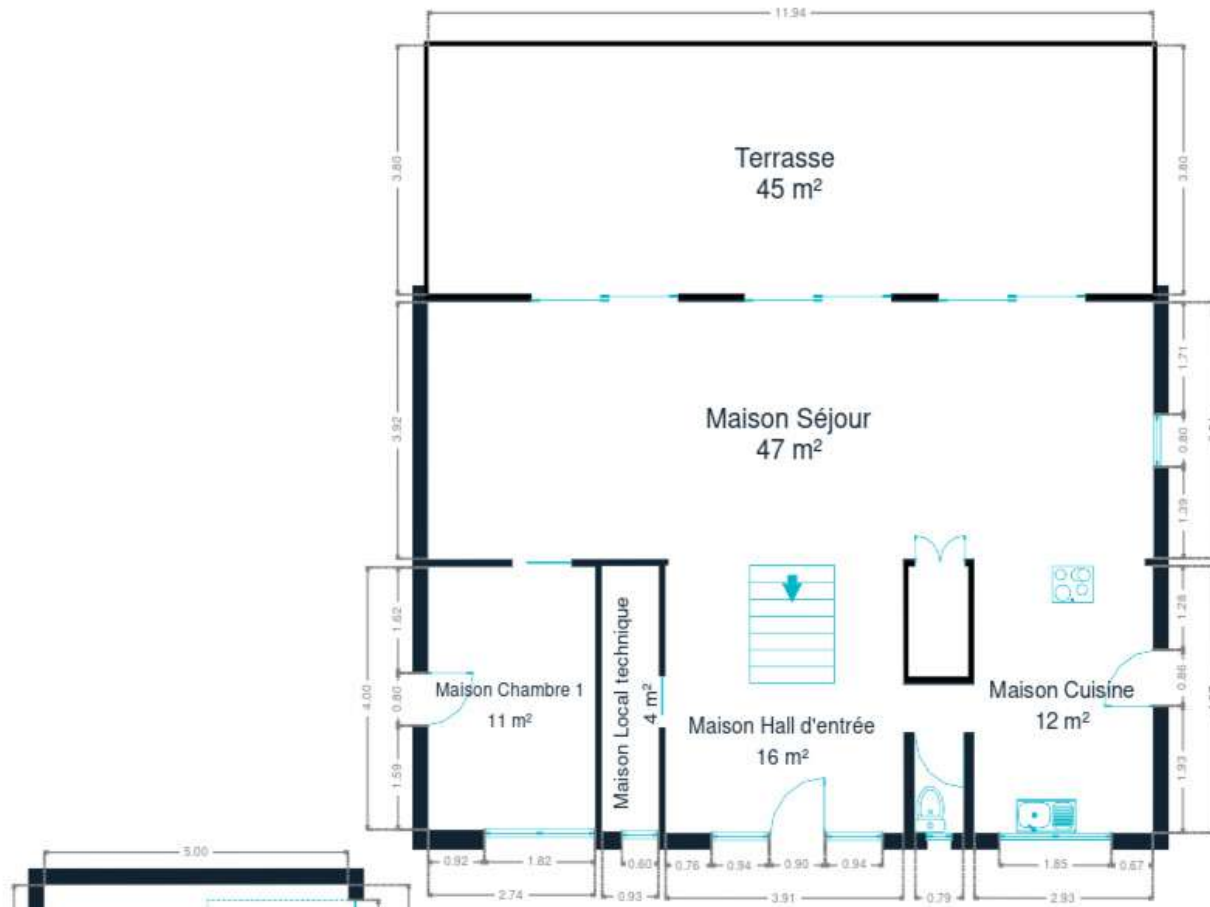 11.94
3.80
3.80
Terrasse
45 m²
3.92
1.71
0.80
1.39
Maison Séjour
47 m²
4.00
1.62
0.80
1.59
Maison Chambre 1
11 m²
Maison Local technique
4 m²
Maison Hall d'entrée
16 m²
Maison Cuisine
12 m²
1.28
0.86
1.93
0.92
1.82
0.60
0.76
0.94
0.90
0.94
1.85
0.67
2.74
0.93
3.91
0.79
2.93
5.00